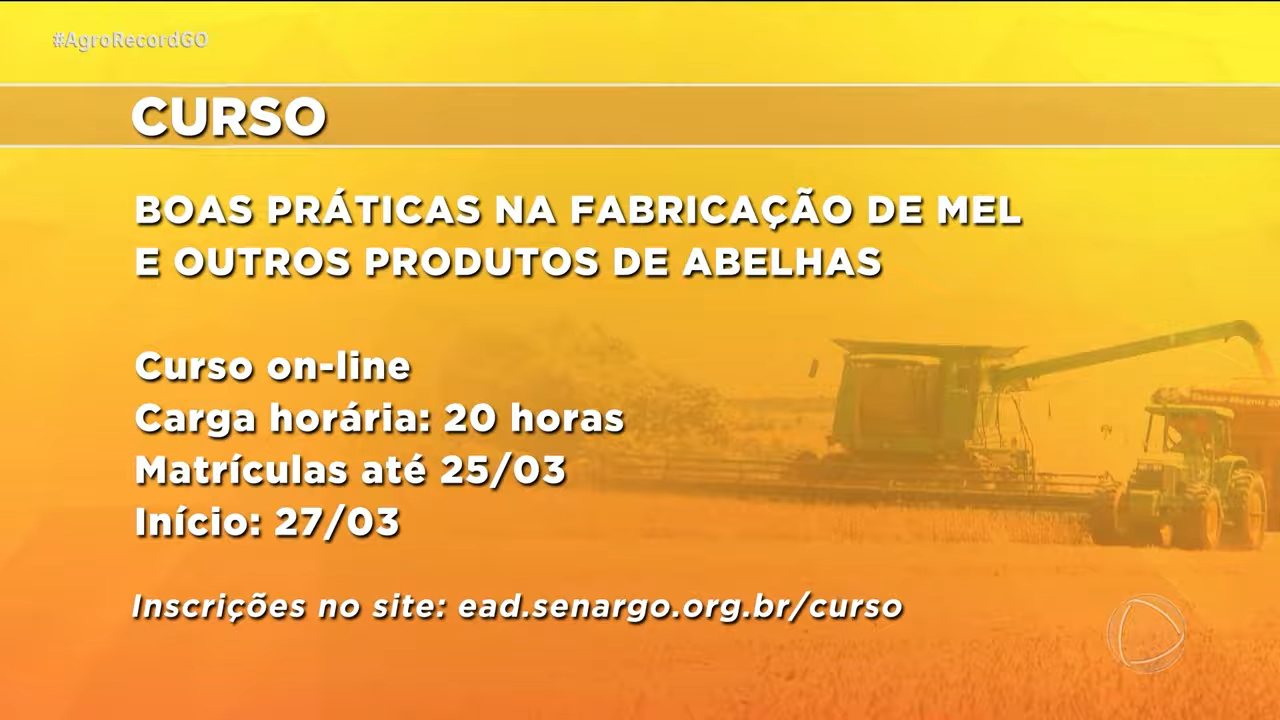 #AgroRecordGO
CURSO
BOAS PRÁTICAS NA FABRICAÇÃO DE MEL
E OUTROS PRODUTOS DE ABELHAS
Curso on-line
Carga horária: 20 horas
Matrículas até 25/03
Início: 27/03
Inscrições no site: ead.senargo.org.br/curso